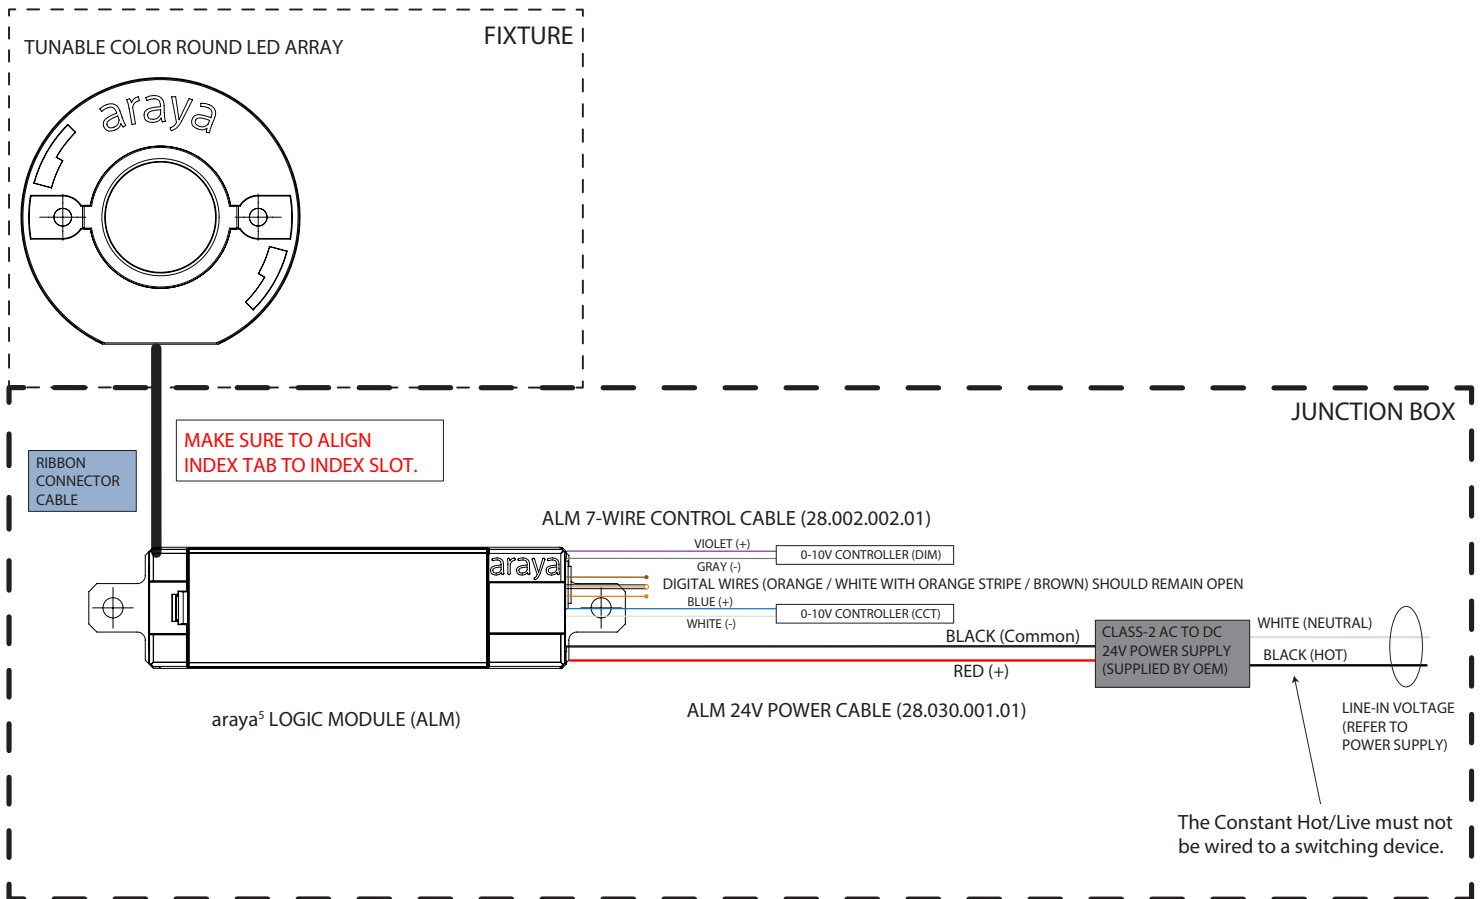 FIXTURE
TUNABLE COLOR ROUND LED ARRAY
araya
JUNCTION BOX
MAKE SURE TO ALIGN
INDEX TAB TO INDEX SLOT.
RIBBON
CONNECTOR
CABLE
ALM 7-WIRE CONTROL CABLE (28.002.002.01)
VIOLET (+)
0-10V CONTROLLER (DIM)
GRAY (-)
araya
DIGITAL WIRES (ORANGE / WHITE WITH ORANGE STRIPE / BROWN) SHOULD REMAIN OPEN
BLUE (+)
0-10V CONTROLLER (CCT)
WHITE (-)
BLACK (Common)
RED (+)
CLASS-2 AC TO DC
24V POWER SUPPLY
(SUPPLIED BY OEM)
WHITE (NEUTRAL)
BLACK (HOT)
LINE-IN VOLTAGE
(REFER TO
POWER SUPPLY)
araya⁵ LOGIC MODULE (ALM)
ALM 24V POWER CABLE (28.030.001.01)
The Constant Hot/Live must not
be wired to a switching device.